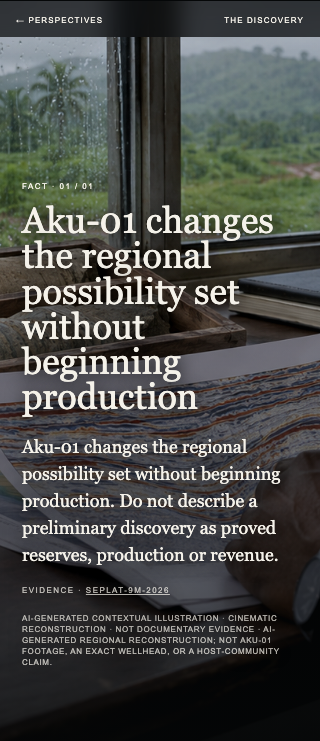 ← PERSPECTIVES
THE DISCOVERY
FACT · 01 / 01
Aku-01 changes
the regional
possibility set
without
beginning
production
Aku-01 changes the regional
possibility set without beginning
production. Do not describe a
preliminary discovery as proved
reserves, production or revenue.
EVIDENCE · SEPLAT-9M-2026
AI-GENERATED CONTEXTUAL ILLUSTRATION · CINEMATIC
RECONSTRUCTION · NOT DOCUMENTARY EVIDENCE · AI-
GENERATED REGIONAL RECONSTRUCTION; NOT AKU-01
FOOTAGE, AN EXACT WELLHEAD, OR A HOST-COMMUNITY
CLAIM.